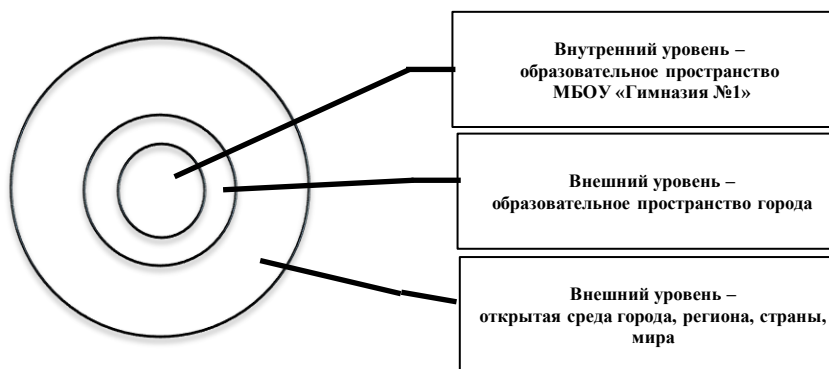 Внутренний уровень –
образовательное пространство
МБОУ «Гимназия №1»
Внешний уровень –
образовательное пространство города
Внешний уровень –
открытая среда города, региона, страны,
мира